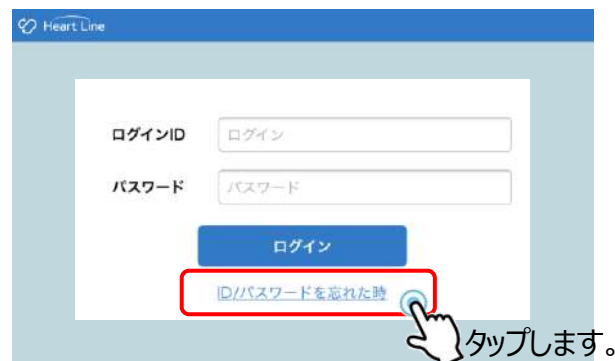 Heart Line
ログインID ログイン
パスワード パスワード
ログイン
ID/パスワードを忘れた時
タップします。